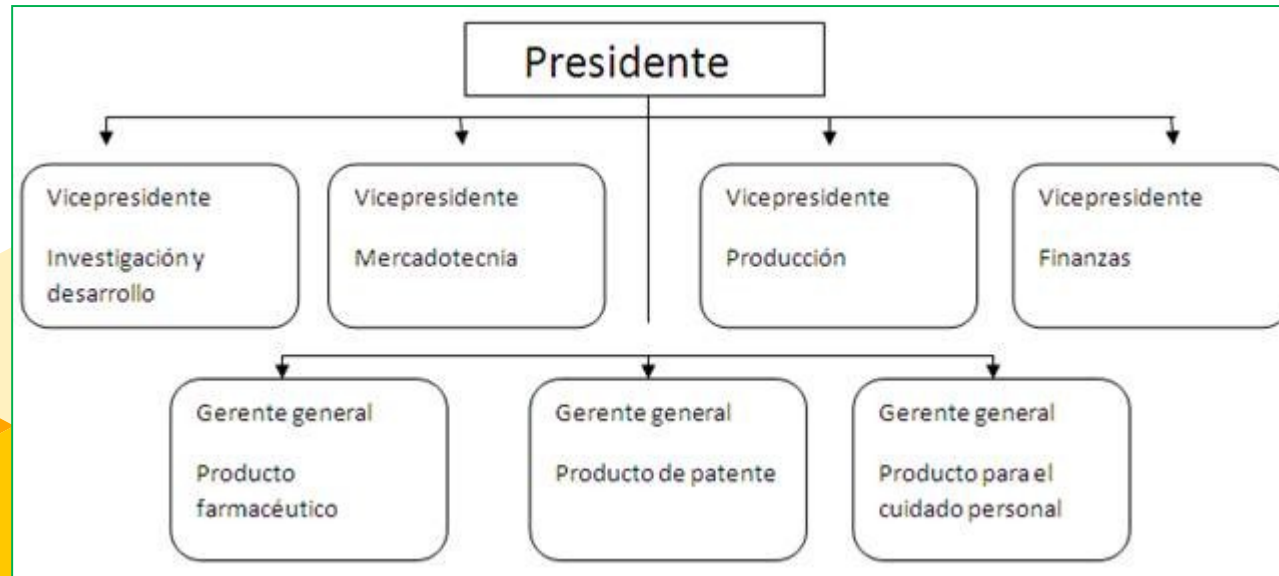 Presidente
Vicepresidente
Investigación y
desarrollo
Vicepresidente
Mercadotecnia
Vicepresidente
Producción
Vicepresidente
Finanzas
Gerente general
Producto
farmacéutico
Gerente general
Producto de patente
Gerente general
Producto para el
cuidado personal